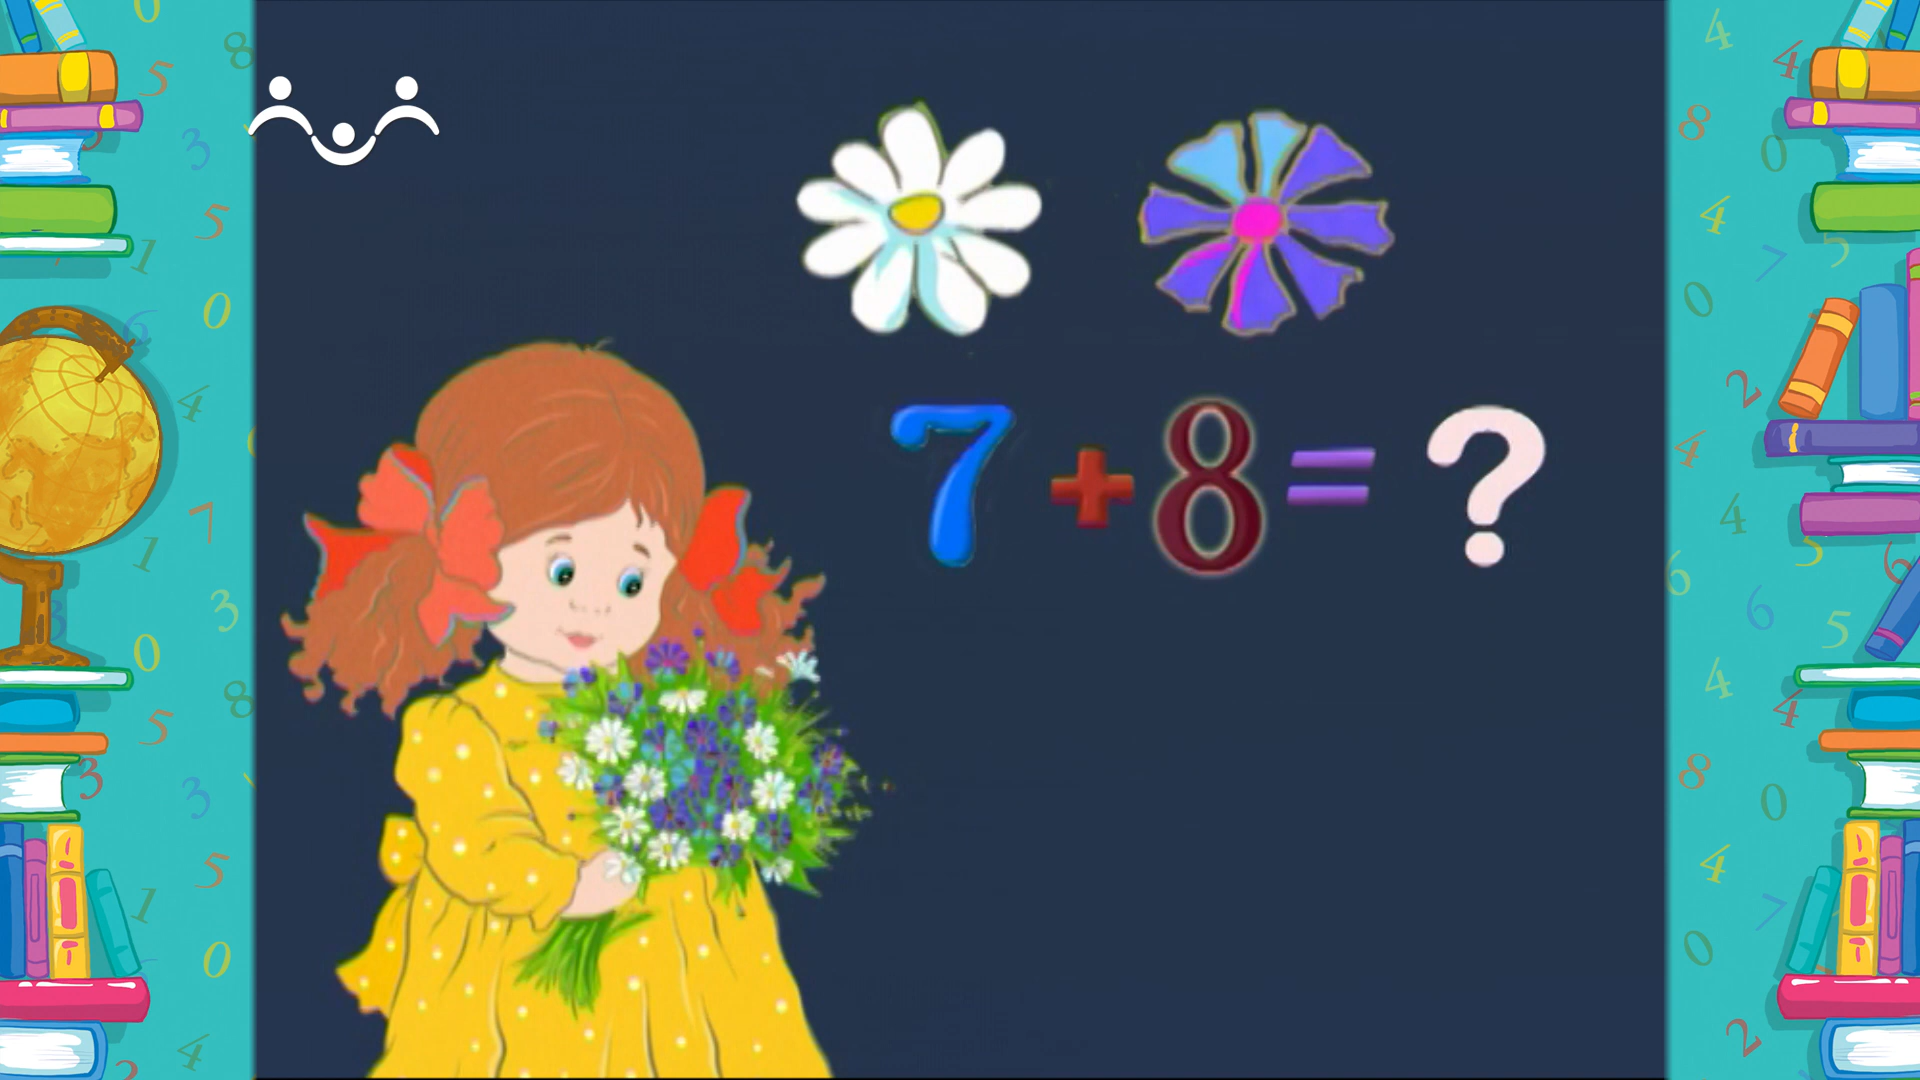 7 + 8 = ?